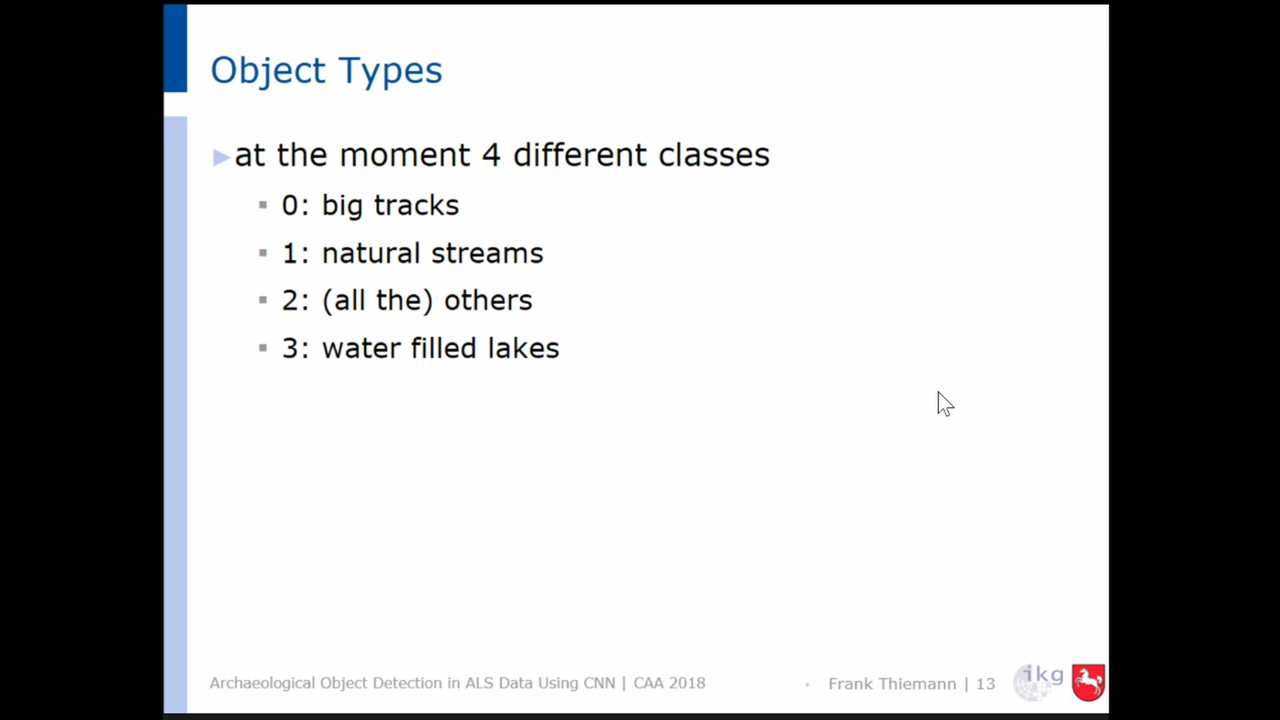 Object Types
at the moment 4 different classes
0: big tracks
1: natural streams
2: (all the) others
3: water filled lakes
Archaeological Object Detection in ALS Data Using CNN | CAA 2018
Frank Thiemann | 13
ikg